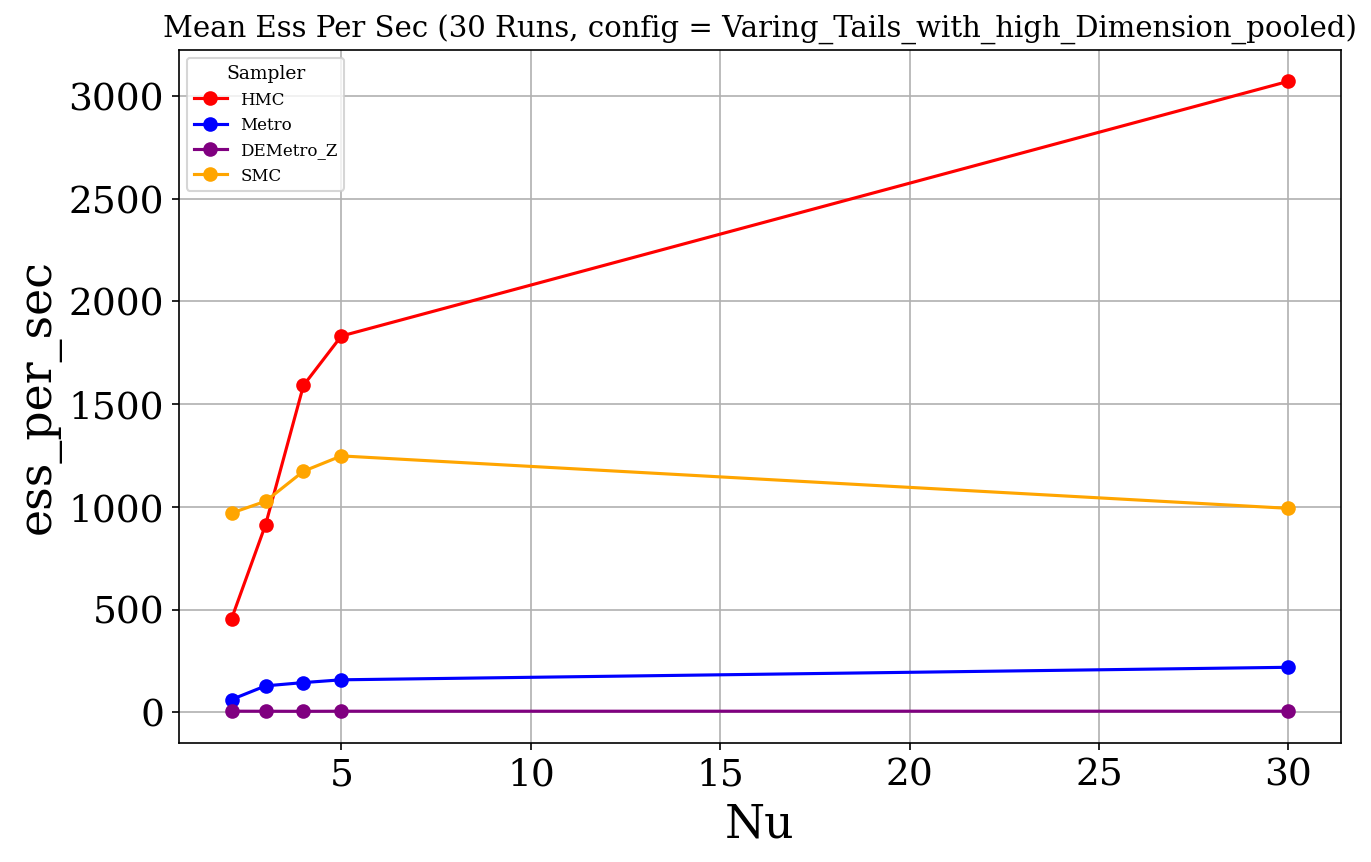 Mean Ess Per Sec (30 Runs, config = Varing_Tails_with_high_Dimension_pooled)
Sampler
HMC
Metro
DEMetro_Z
SMC
3000
2500
2000
1500
1000
500
0
ess_per_sec
5 10 15 20 25 30
Nu